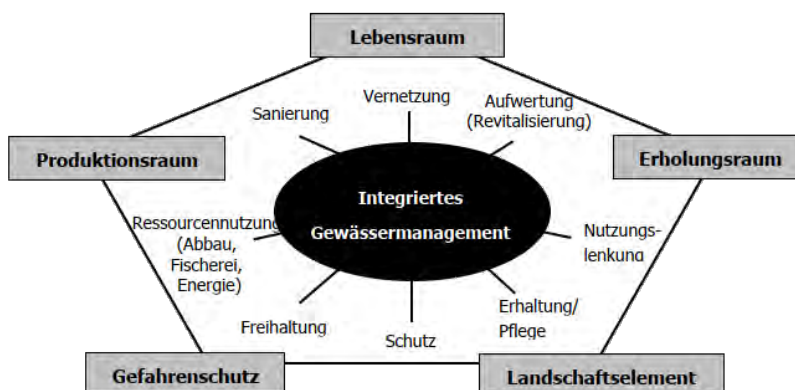 Lebensraum
Vernetzung
Aufwertung
(Revitalisierung)
Sanierung
Produktionsraum
Erholungsraum
Integriertes
Gewässermanagement
Ressourcennutzung
(Abbau,
Fischerei,
Energie)
Nutzungs-
lenkung
Erhaltung/
Pflege
Freihaltung
Schutz
Gefahrenschutz
Landschaftselement